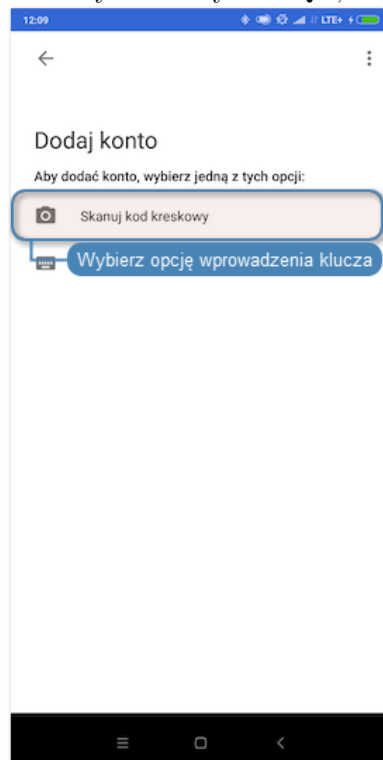 12:09 LTE+
Dodaj konto
Aby dodać konto, wybierz jedną z tych opcji:
Skanuj kod kreskowy
Wybierz opcję wprowadzenia klucza